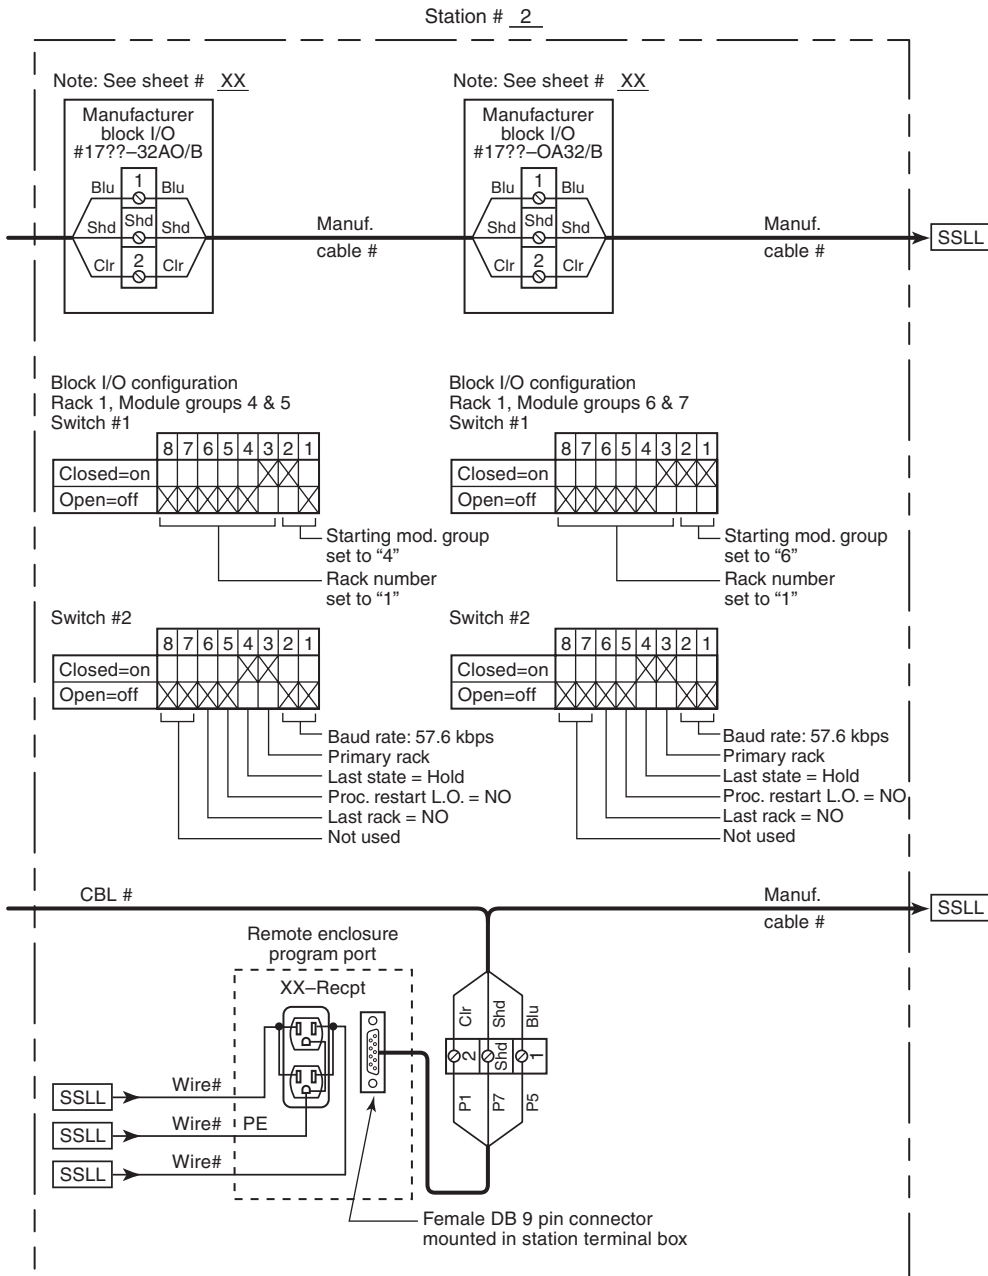 Station # 2
Note: See sheet # XX
Manufacturer
block I/O
#17??–32AO/B
Blu 1 Blu
Shd Shd Shd
Clr 2 Clr
Manuf.
cable #
Note: See sheet # XX
Manufacturer
block I/O
#17??–OA32/B
Blu 1 Blu
Shd Shd Shd
Clr 2 Clr
Manuf.
cable #
SSLL
Block I/O configuration
Rack 1, Module groups 4 & 5
Switch #1
8 7 6 5 4 3 2 1
Closed=on
Open=off
Starting mod. group
set to “4”
Rack number
set to “1”
Block I/O configuration
Rack 1, Module groups 6 & 7
Switch #1
8 7 6 5 4 3 2 1
Closed=on
Open=off
Starting mod. group
set to “6”
Rack number
set to “1”
Switch #2
8 7 6 5 4 3 2 1
Closed=on
Open=off
Baud rate: 57.6 kbps
Primary rack
Last state = Hold
Proc. restart L.O. = NO
Last rack = NO
Not used
Switch #2
8 7 6 5 4 3 2 1
Closed=on
Open=off
Baud rate: 57.6 kbps
Primary rack
Last state = Hold
Proc. restart L.O. = NO
Last rack = NO
Not used
CBL #
Manuf.
cable #
SSLL
Remote enclosure
program port
XX–Recpt
Clr Shd Blu
2 Shd 1
P1 P7 P5
SSLL Wire#
SSLL Wire# PE
SSLL Wire#
Female DB 9 pin connector
mounted in station terminal box